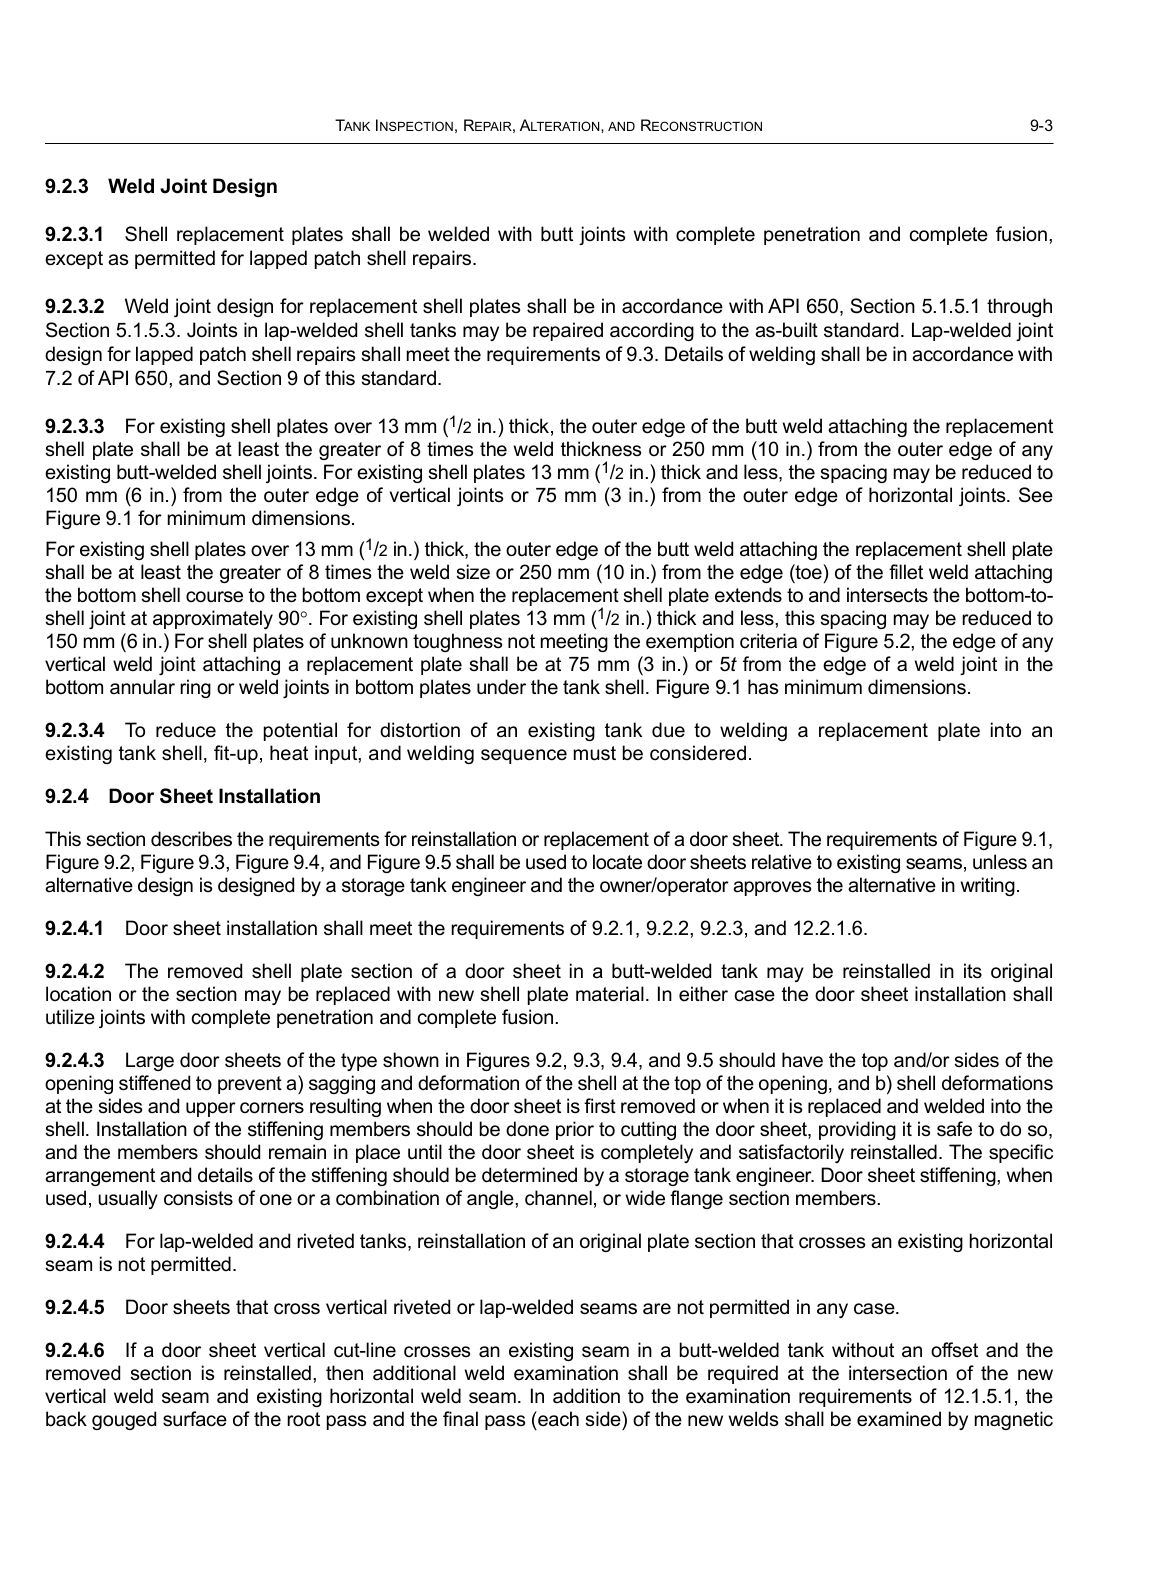 TANK INSPECTION, REPAIR, ALTERATION, AND RECONSTRUCTION 9-3
9.2.3 Weld Joint Design
9.2.3.1 Shell replacement plates shall be welded with butt joints with complete penetration and complete fusion,
except as permitted for lapped patch shell repairs.
9.2.3.2 Weld joint design for replacement shell plates shall be in accordance with API 650, Section 5.1.5.1 through
Section 5.1.5.3. Joints in lap-welded shell tanks may be repaired according to the as-built standard. Lap-welded joint
design for lapped patch shell repairs shall meet the requirements of 9.3. Details of welding shall be in accordance with
7.2 of API 650, and Section 9 of this standard.
9.2.3.3 For existing shell plates over 13 mm (1/2 in.) thick, the outer edge of the butt weld attaching the replacement
shell plate shall be at least the greater of 8 times the weld thickness or 250 mm (10 in.) from the outer edge of any
existing butt-welded shell joints. For existing shell plates 13 mm (1/2 in.) thick and less, the spacing may be reduced to
150 mm (6 in.) from the outer edge of vertical joints or 75 mm (3 in.) from the outer edge of horizontal joints. See
Figure 9.1 for minimum dimensions.
For existing shell plates over 13 mm (1/2 in.) thick, the outer edge of the butt weld attaching the replacement shell plate
shall be at least the greater of 8 times the weld size or 250 mm (10 in.) from the edge (toe) of the fillet weld attaching
the bottom shell course to the bottom except when the replacement shell plate extends to and intersects the bottom-to-
shell joint at approximately 90°. For existing shell plates 13 mm (1/2 in.) thick and less, this spacing may be reduced to
150 mm (6 in.) For shell plates of unknown toughness not meeting the exemption criteria of Figure 5.2, the edge of any
vertical weld joint attaching a replacement plate shall be at 75 mm (3 in.) or 5t from the edge of a weld joint in the
bottom annular ring or weld joints in bottom plates under the tank shell. Figure 9.1 has minimum dimensions.
9.2.3.4 To reduce the potential for distortion of an existing tank due to welding a replacement plate into an
existing tank shell, fit-up, heat input, and welding sequence must be considered.
9.2.4 Door Sheet Installation
This section describes the requirements for reinstallation or replacement of a door sheet. The requirements of Figure 9.1,
Figure 9.2, Figure 9.3, Figure 9.4, and Figure 9.5 shall be used to locate door sheets relative to existing seams, unless an
alternative design is designed by a storage tank engineer and the owner/operator approves the alternative in writing.
9.2.4.1 Door sheet installation shall meet the requirements of 9.2.1, 9.2.2, 9.2.3, and 12.2.1.6.
9.2.4.2 The removed shell plate section of a door sheet in a butt-welded tank may be reinstalled in its original
location or the section may be replaced with new shell plate material. In either case the door sheet installation shall
utilize joints with complete penetration and complete fusion.
9.2.4.3 Large door sheets of the type shown in Figures 9.2, 9.3, 9.4, and 9.5 should have the top and/or sides of the
opening stiffened to prevent a) sagging and deformation of the shell at the top of the opening, and b) shell deformations
at the sides and upper corners resulting when the door sheet is first removed or when it is replaced and welded into the
shell. Installation of the stiffening members should be done prior to cutting the door sheet, providing it is safe to do so,
and the members should remain in place until the door sheet is completely and satisfactorily reinstalled. The specific
arrangement and details of the stiffening should be determined by a storage tank engineer. Door sheet stiffening, when
used, usually consists of one or a combination of angle, channel, or wide flange section members.
9.2.4.4 For lap-welded and riveted tanks, reinstallation of an original plate section that crosses an existing horizontal
seam is not permitted.
9.2.4.5 Door sheets that cross vertical riveted or lap-welded seams are not permitted in any case.
9.2.4.6 If a door sheet vertical cut-line crosses an existing seam in a butt-welded tank without an offset and the
removed section is reinstalled, then additional weld examination shall be required at the intersection of the new
vertical weld seam and existing horizontal weld seam. In addition to the examination requirements of 12.1.5.1, the
back gouged surface of the root pass and the final pass (each side) of the new welds shall be examined by magnetic